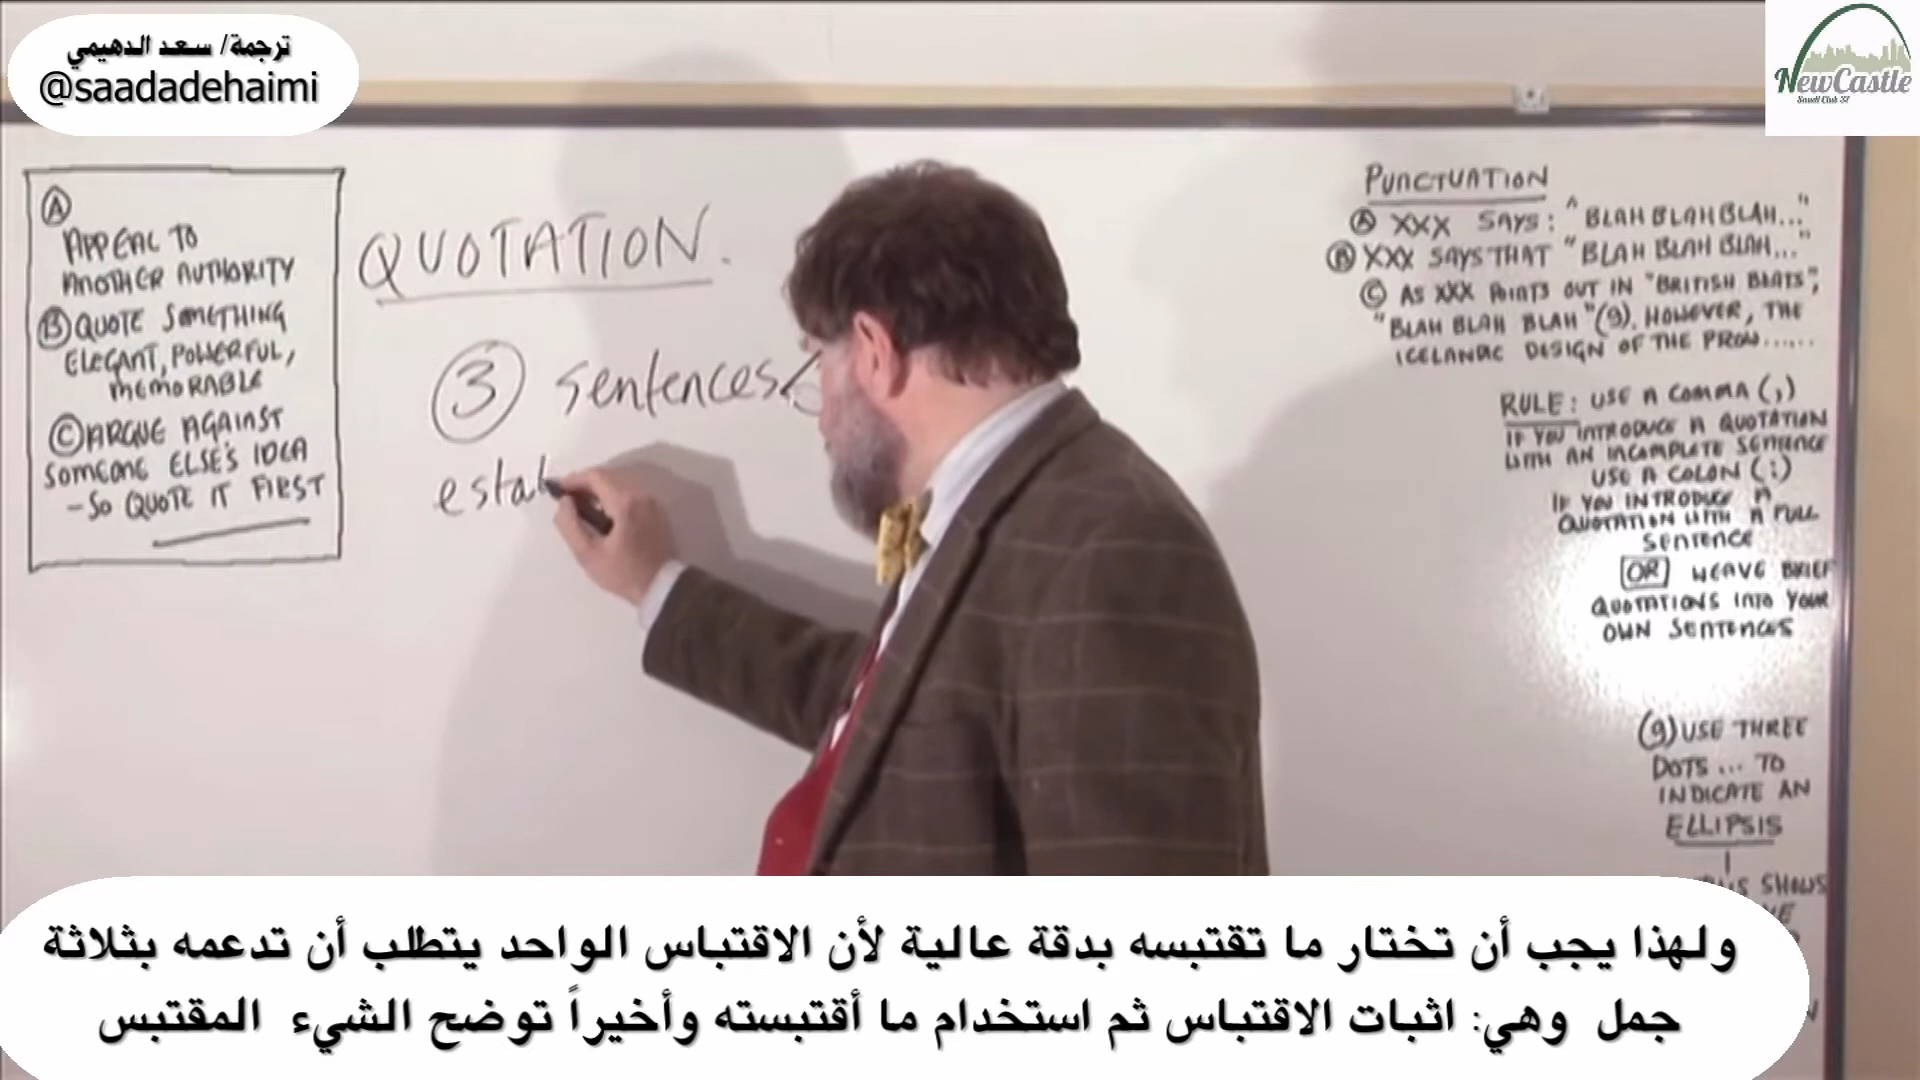 ترجمة/ سعد الدهيمي
@saadadehaimi
NewCastle
Ⓐ
APPEAL TO
ANOTHER AUTHORITY
Ⓑ QUOTE SOMETHING
ELEGANT, POWERFUL,
MEMORABLE
Ⓒ ARGUE AGAINST
SOMEONE ELSE'S IDEA
– SO QUOTE IT FIRST
QUOTATION.
③ sentences
estab
PUNCTUATION
Ⓐ XXX SAYS: "BLAH BLAH BLAH..."
Ⓑ XXX SAYS THAT "BLAH BLAH BLAH..."
Ⓒ AS XXX POINTS OUT IN "BRITISH BOATS",
"BLAH BLAH BLAH" (9). HOWEVER, THE
ICELANDIC DESIGN OF THE PROW......
RULE: USE A COMMA (,)
IF YOU INTRODUCE A QUOTATION
WITH AN INCOMPLETE SENTENCE
USE A COLON (:)
IF YOU INTRODUCE A
QUOTATION WITH A FULL
SENTENCE
OR WEAVE BRIEF
QUOTATIONS INTO YOUR
OWN SENTENCES
(9) USE THREE
DOTS ... TO
INDICATE AN
ELLIPSIS
SHOWS
ولهذا يجب أن تختار ما تقتبسه بدقة عالية لأن الاقتباس الواحد يتطلب أن تدعمه بثلاثة
جمل وهي: اثبات الاقتباس ثم استخدام ما أقتبسته وأخيراً توضح الشيء المقتبس